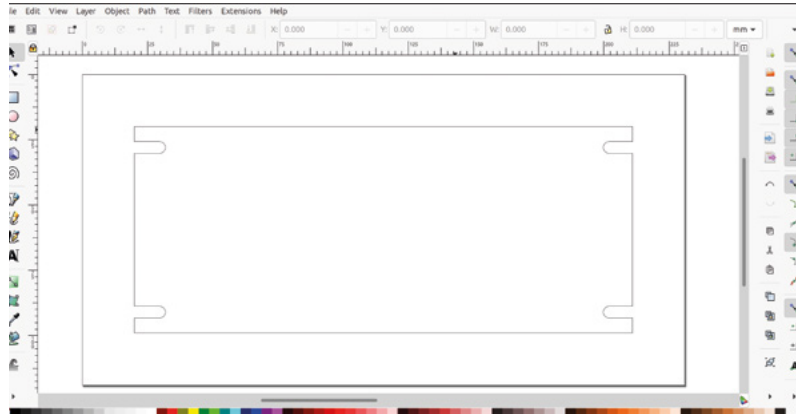 le Edit View Layer Object Path Text Filters Extensions Help
X: 0.000 Y: 0.000 W: 0.000 H: 0.000 mm